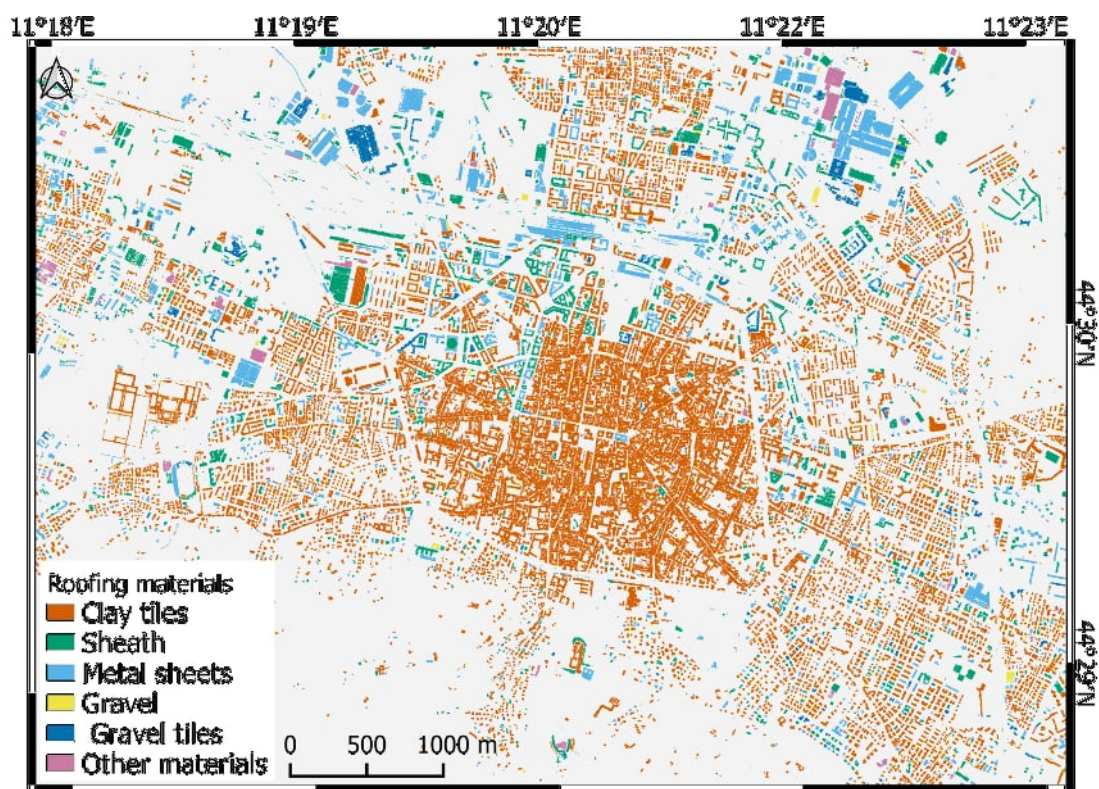 11°18′E 11°19′E 11°20′E 11°22′E 11°23′E
44°30′N
44°29′N
Roofing materials
Clay tiles
Sheath
Metal sheets
Gravel
Gravel tiles
Other materials
0 500 1000 m